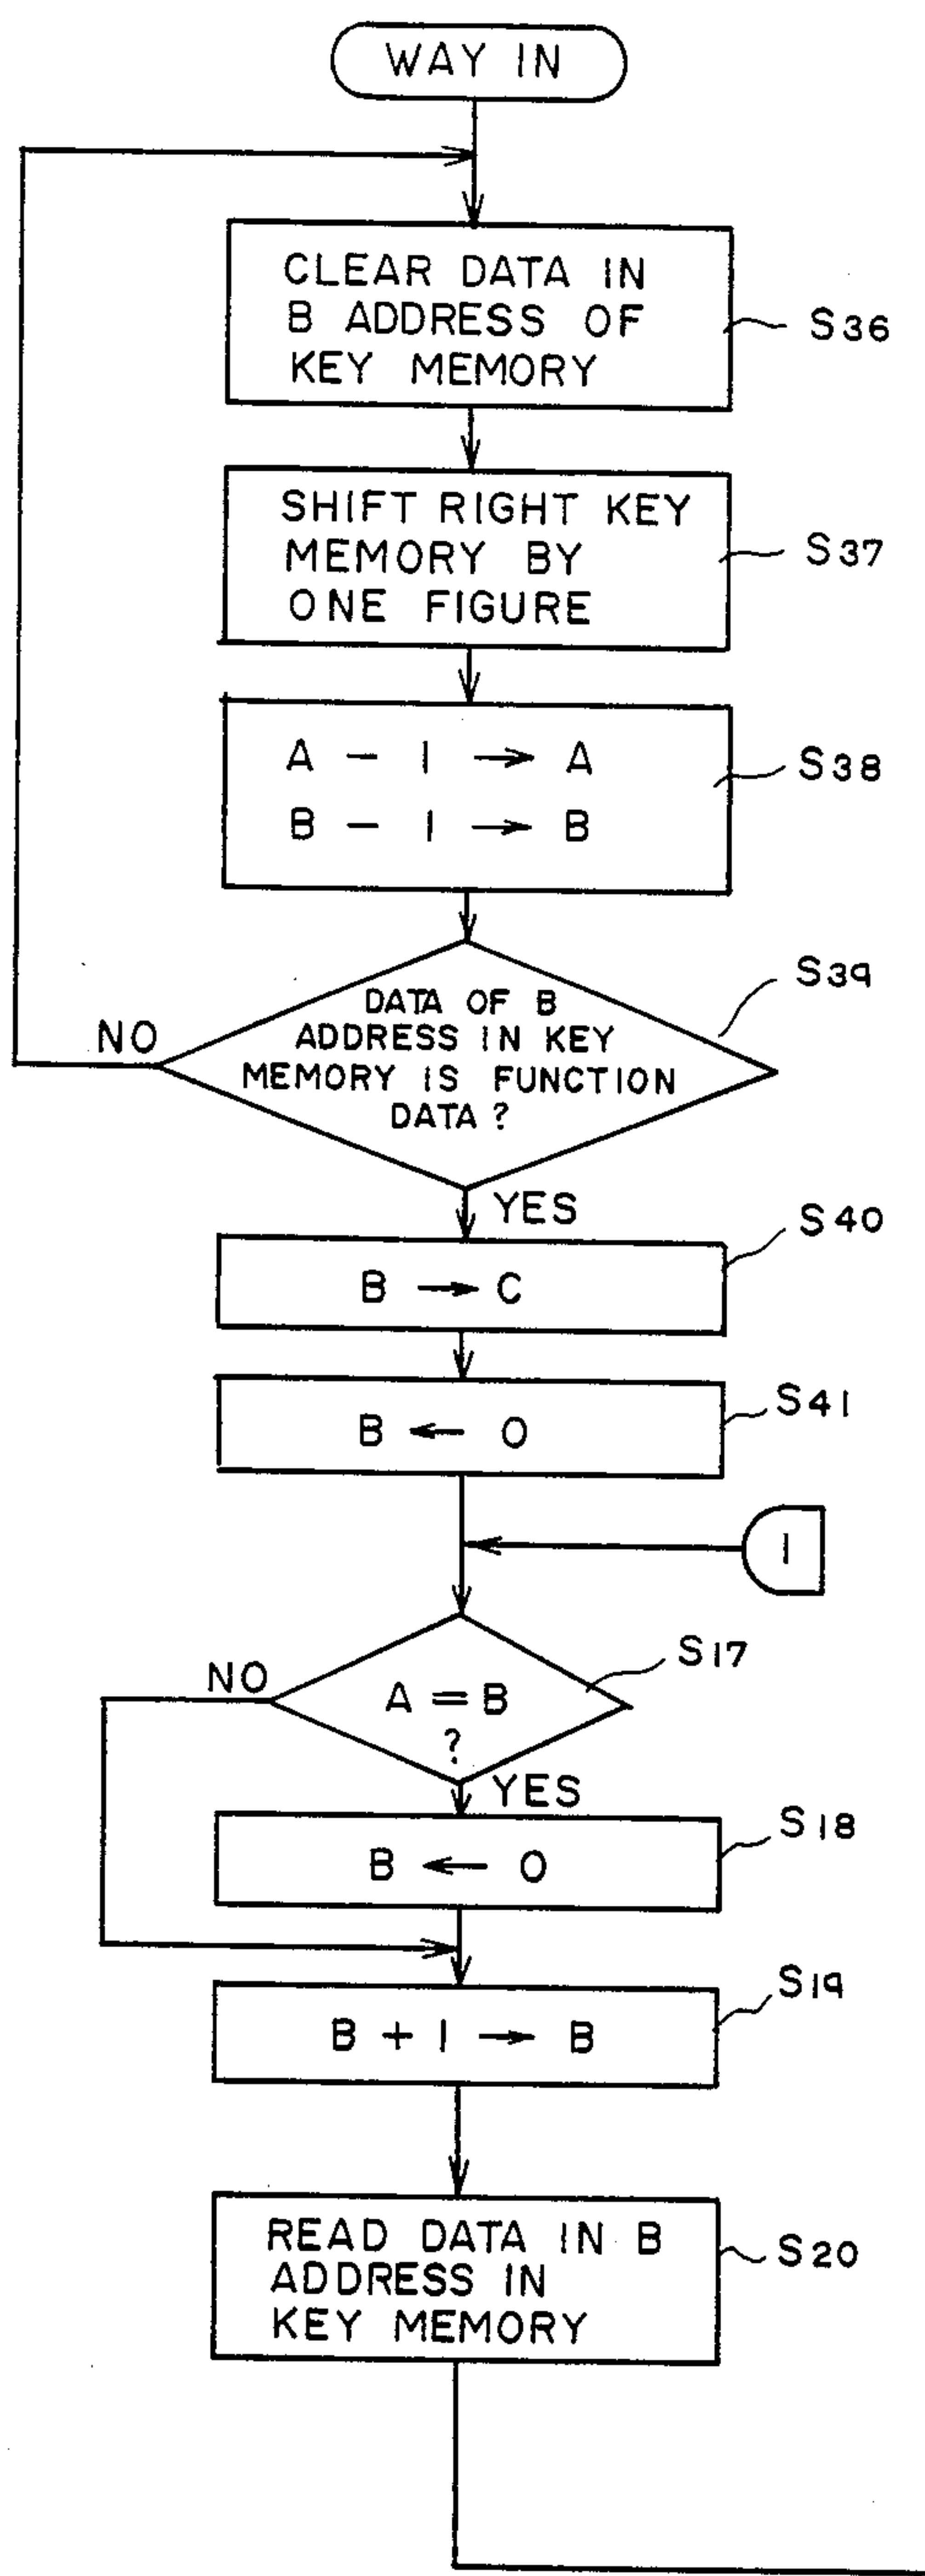 WAY IN
CLEAR DATA IN
B ADDRESS OF
KEY MEMORY
S36
SHIFT RIGHT KEY
MEMORY BY
ONE FIGURE
S37
A - 1 → A
B - 1 → B
S38
DATA OF B
ADDRESS IN KEY
MEMORY IS FUNCTION
DATA ?
S39
NO
YES
B → C
S40
B ← 0
S41
1
A = B
?
S17
NO
YES
B ← 0
S18
B + 1 → B
S19
READ DATA IN B
ADDRESS IN
KEY MEMORY
S20